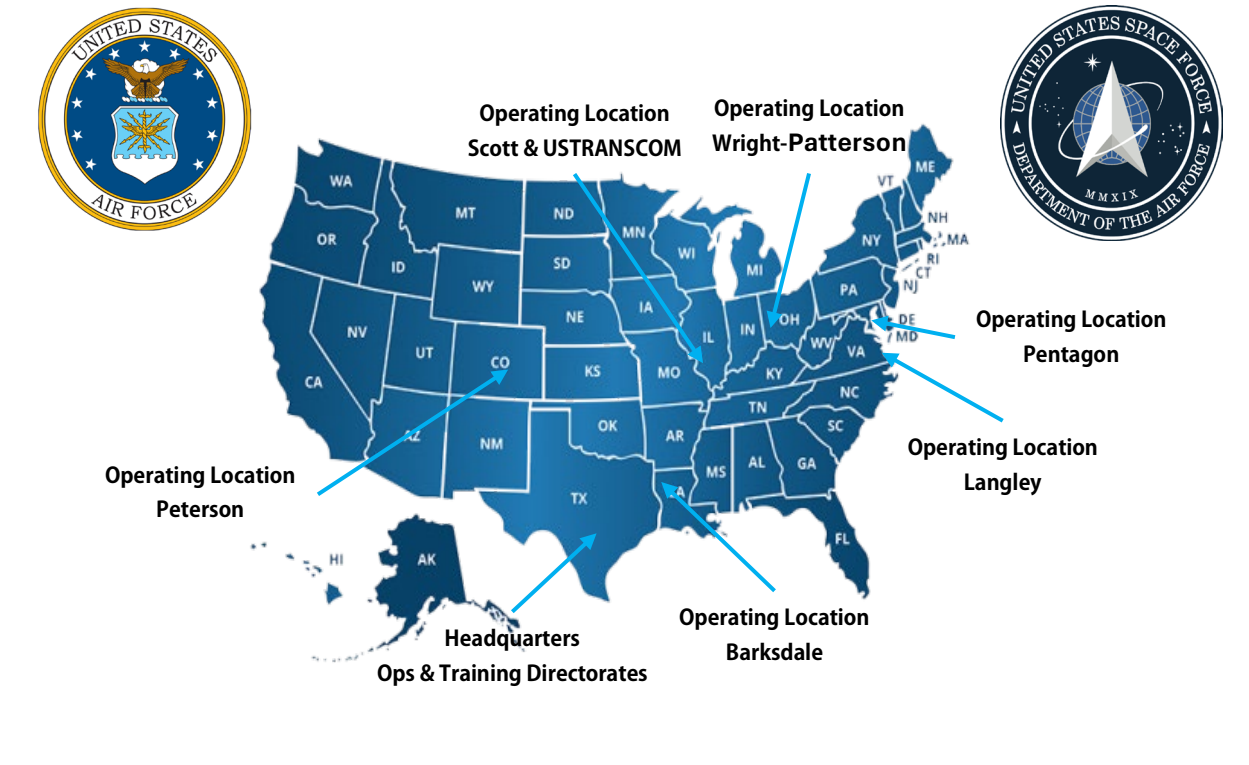 UNITED STATES
AIR FORCE
UNITED STATES SPACE FORCE
MMXIX
DEPARTMENT OF THE AIR FORCE
Operating Location
Scott & USTRANSCOM
Operating Location
Wright-Patterson
WA
OR
ID
MT
ND
SD
WY
NE
NV
UT
CO
KS
CA
AZ
NM
OK
TX
MN
IA
MO
AR
LA
WI
IL
IN
MI
OH
KY
TN
MS
AL
GA
FL
SC
NC
VA
WV
PA
NY
VT
ME
NH
MA
RI
CT
NJ
DE
MD
HI
AK
Operating Location
Pentagon
Operating Location
Langley
Operating Location
Peterson
Operating Location
Barksdale
Headquarters
Ops & Training Directorates